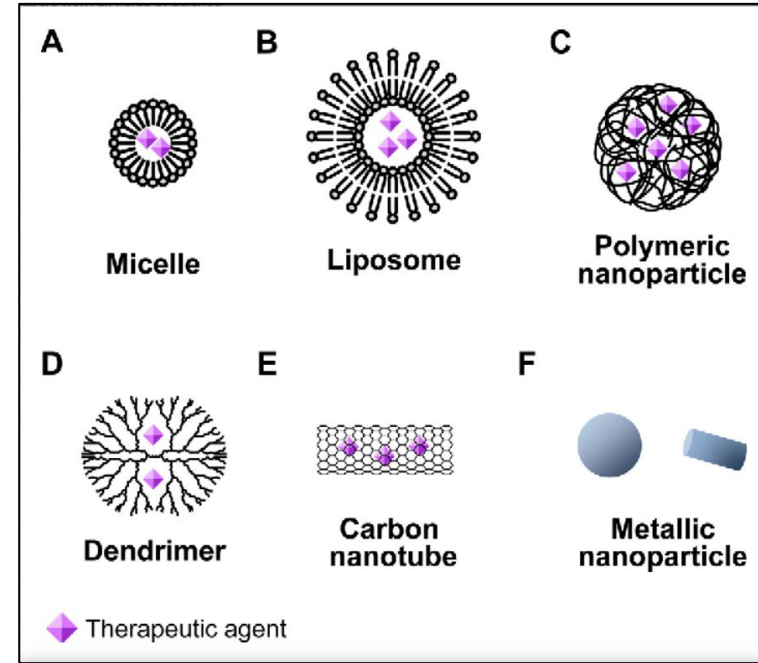 A
B
C
Micelle
Liposome
Polymeric
nanoparticle
D
E
F
Dendrimer
Carbon
nanotube
Metallic
nanoparticle
Therapeutic agent